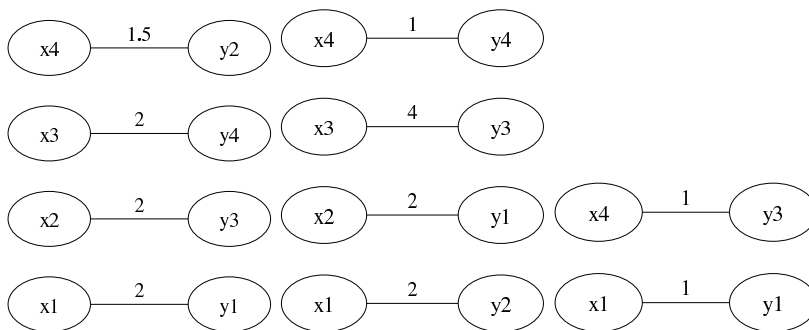 x4 1.5 y2 x4 1 y4
x3 2 y4 x3 4 y3
x2 2 y3 x2 2 y1 x4 1 y3
x1 2 y1 x1 2 y2 x1 1 y1